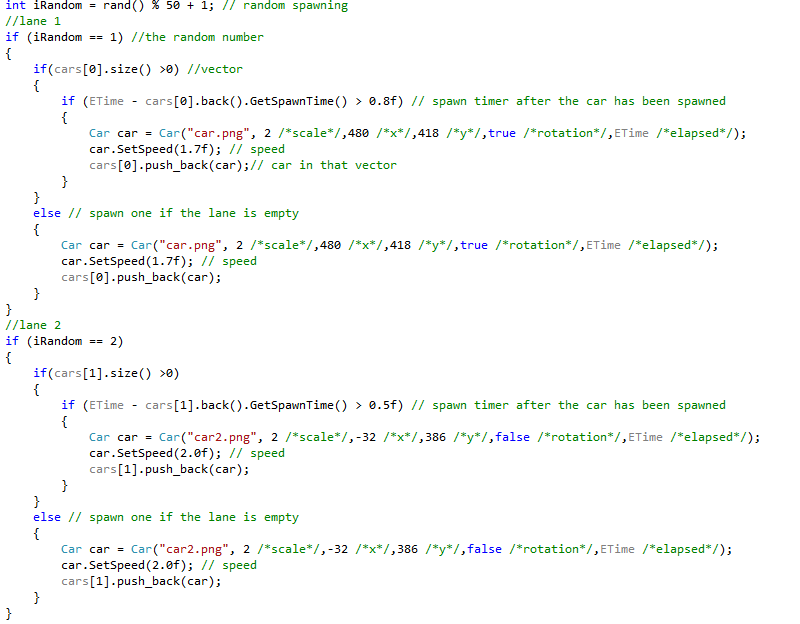 int iRandom = rand() % 50 + 1; // random spawning
//lane 1
if (iRandom == 1) //the random number
{
    if(cars[0].size() >0) //vector
    {
        if (ETime - cars[0].back().GetSpawnTime() > 0.8f) // spawn timer after the car has been spawned
        {
            Car car = Car("car.png", 2 /*scale*/,480 /*x*/,418 /*y*/,true /*rotation*/,ETime /*elapsed*/);
            car.SetSpeed(1.7f); // speed
            cars[0].push_back(car);// car in that vector
        }
    }
    else // spawn one if the lane is empty
    {
        Car car = Car("car.png", 2 /*scale*/,480 /*x*/,418 /*y*/,true /*rotation*/,ETime /*elapsed*/);
        car.SetSpeed(1.7f); // speed
        cars[0].push_back(car);
    }
}
//lane 2
if (iRandom == 2)
{
    if(cars[1].size() >0)
    {
        if (ETime - cars[1].back().GetSpawnTime() > 0.5f) // spawn timer after the car has been spawned
        {
            Car car = Car("car2.png", 2 /*scale*/,-32 /*x*/,386 /*y*/,false /*rotation*/,ETime /*elapsed*/);
            car.SetSpeed(2.0f); // speed
            cars[1].push_back(car);
        }
    }
    else // spawn one if the lane is empty
    {
        Car car = Car("car2.png", 2 /*scale*/,-32 /*x*/,386 /*y*/,false /*rotation*/,ETime /*elapsed*/);
        car.SetSpeed(2.0f); // speed
        cars[1].push_back(car);
    }
}